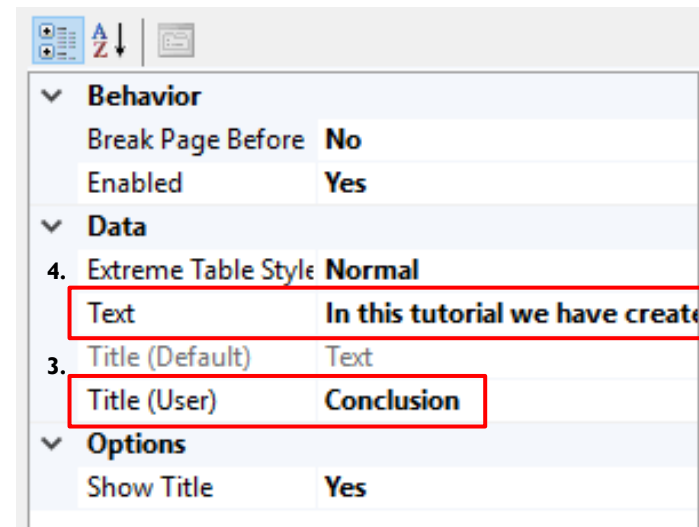 A
Z
Behavior
Break Page Before No
Enabled Yes
Data
4. Extreme Table Style Normal
Text In this tutorial we have create
3. Title (Default) Text
Title (User) Conclusion
Options
Show Title Yes